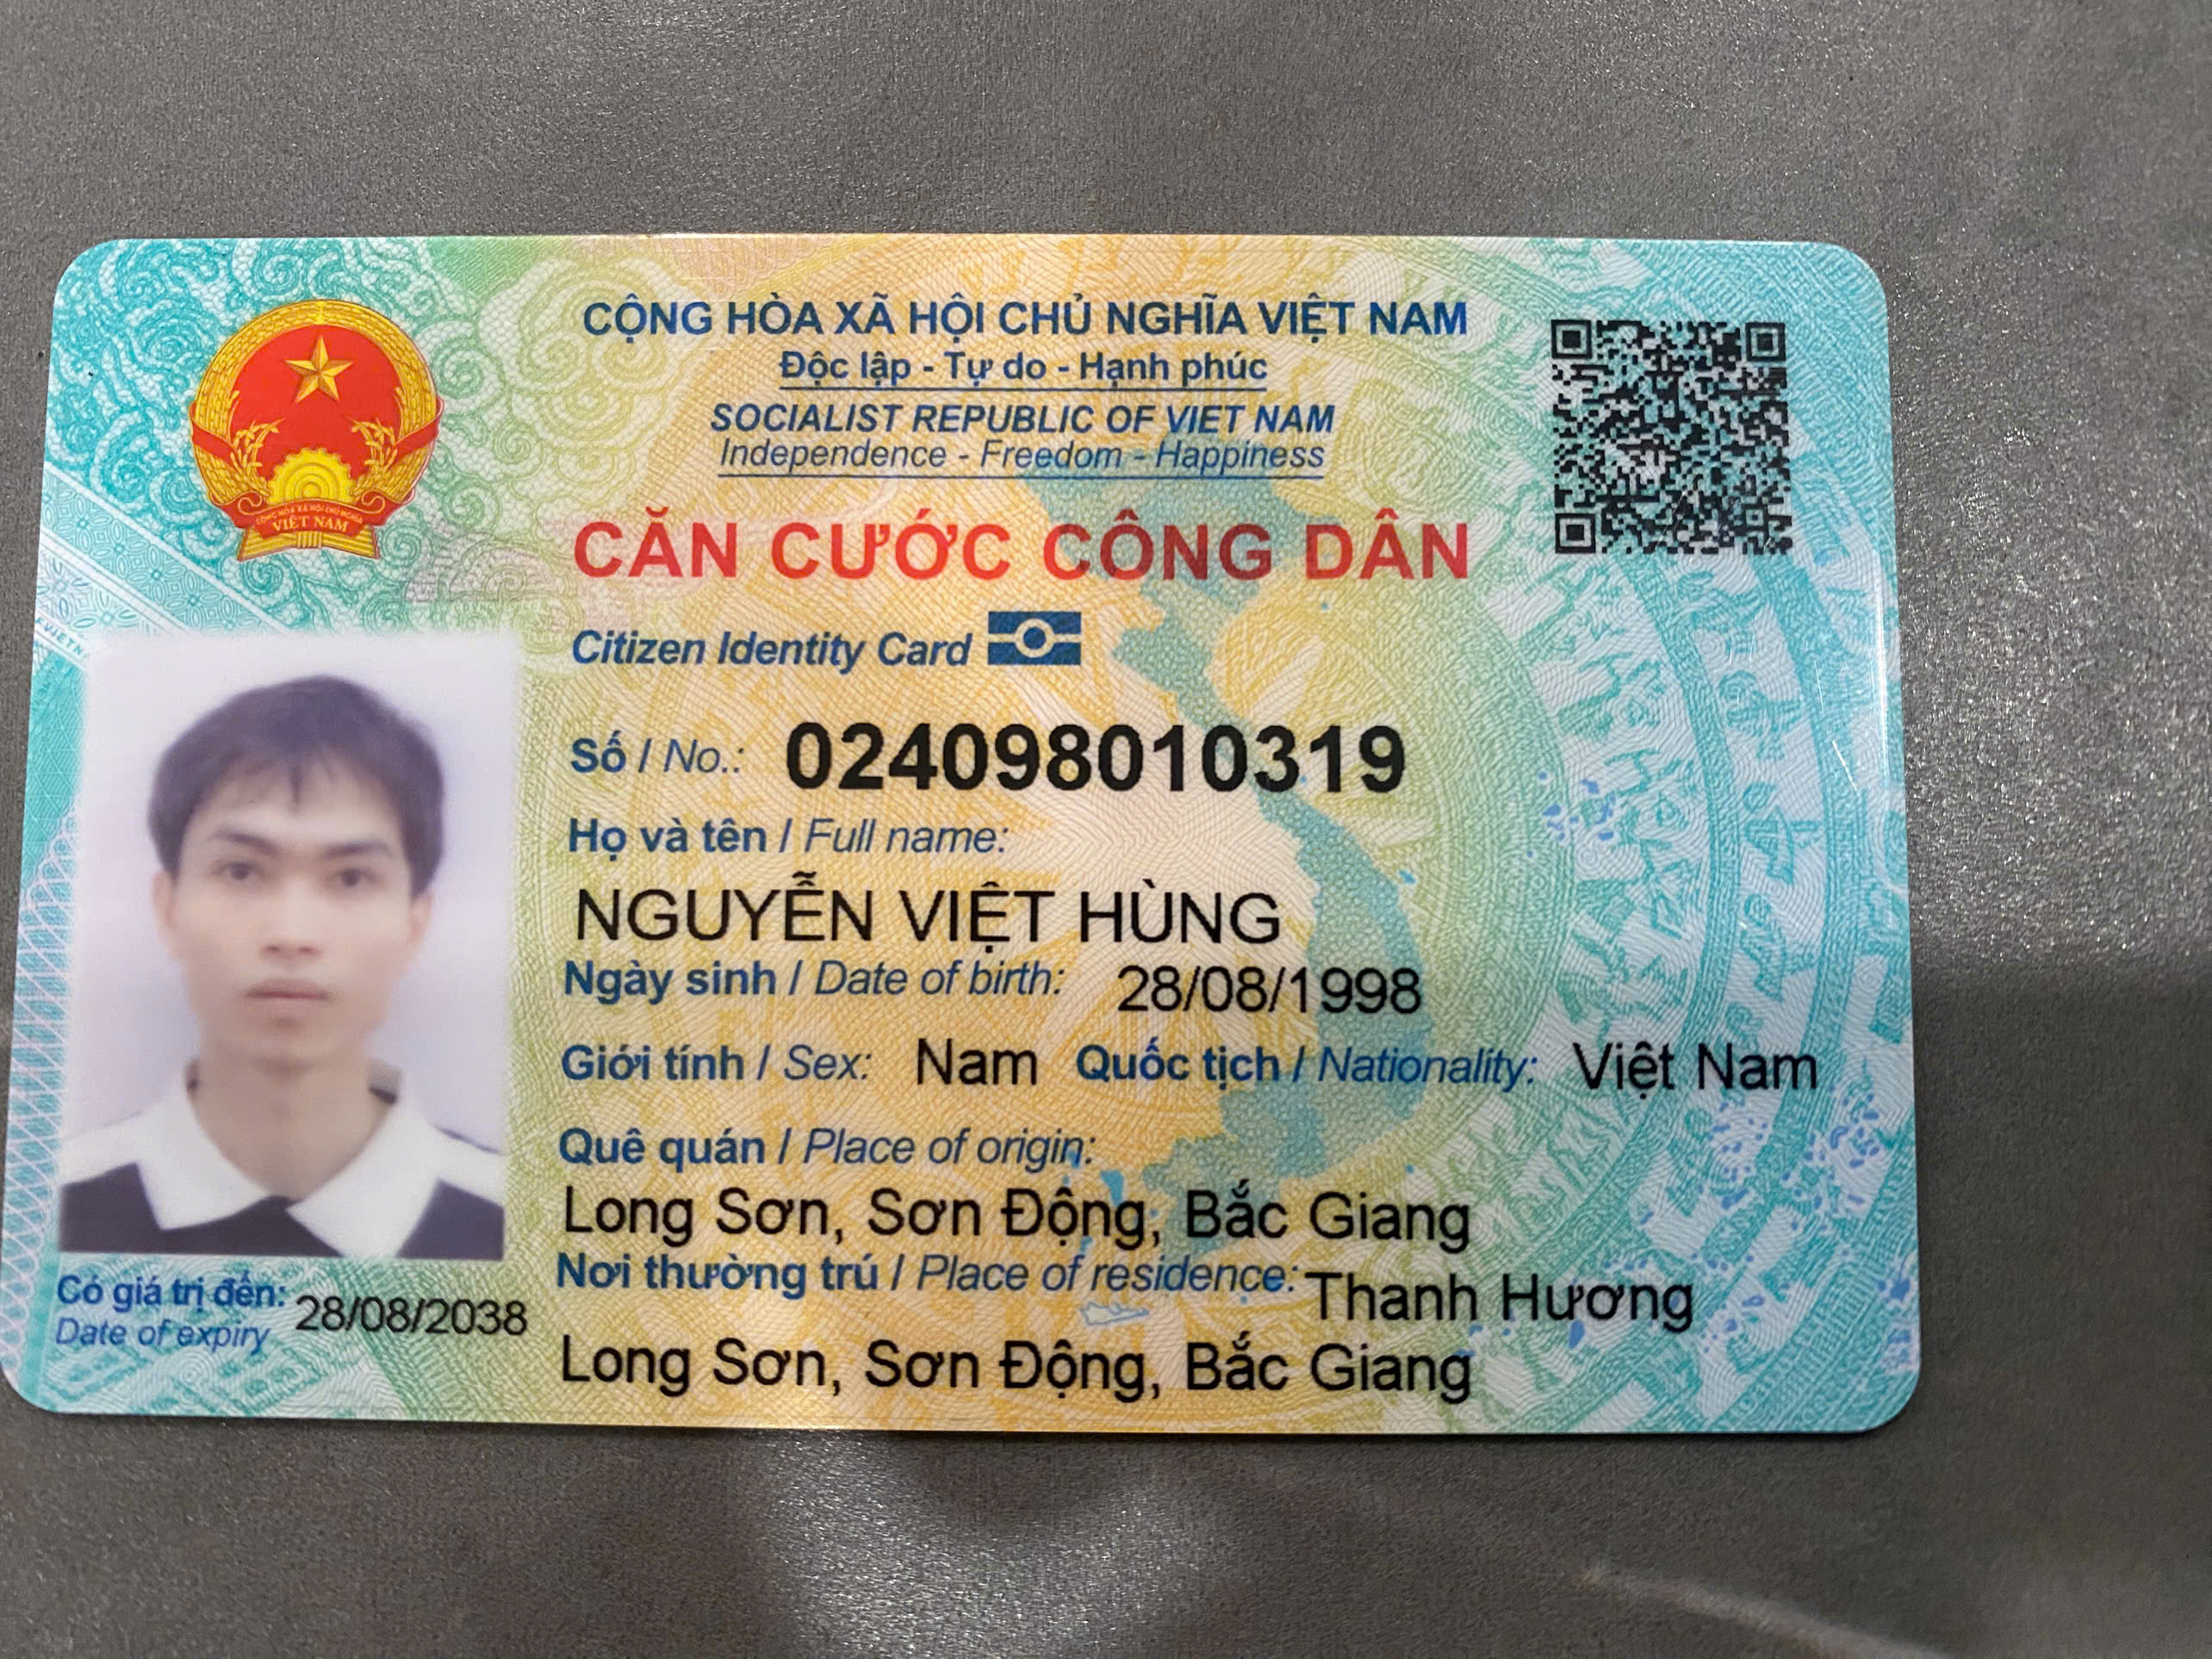 CỘNG HÒA XÃ HỘI CHỦ NGHĨA VIỆT NAM
Độc lập - Tự do - Hạnh phúc
SOCIALIST REPUBLIC OF VIET NAM
Independence - Freedom - Happiness
CỘNG HÒA XÃ HỘI CHỦ NGHĨA
VIỆT NAM
CĂN CƯỚC CÔNG DÂN
Citizen Identity Card
Số / No.: 024098010319
Họ và tên / Full name:
NGUYỄN VIỆT HÙNG
Ngày sinh / Date of birth: 28/08/1998
Giới tính / Sex: Nam Quốc tịch / Nationality: Việt Nam
Quê quán / Place of origin:
Long Sơn, Sơn Động, Bắc Giang
Nơi thường trú / Place of residence: Thanh Hương
Long Sơn, Sơn Động, Bắc Giang
Có giá trị đến: 28/08/2038
Date of expiry